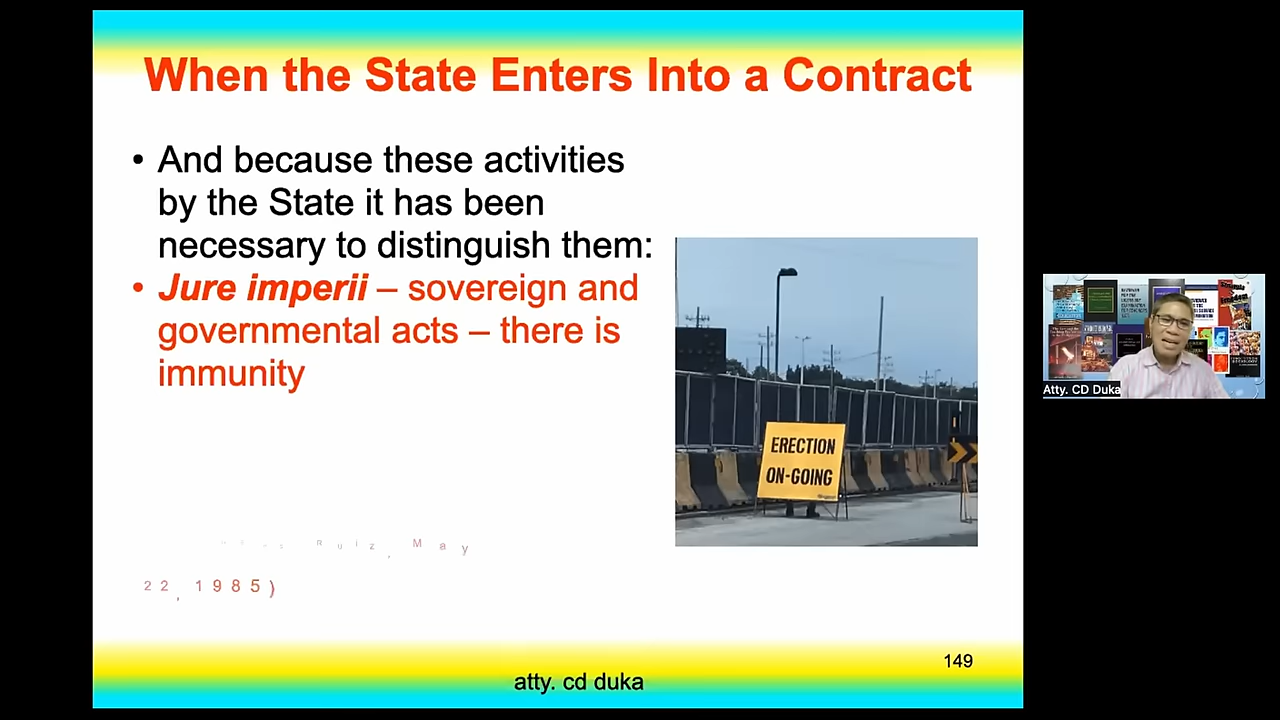 When the State Enters Into a Contract
• And because these activities
by the State it has been
necessary to distinguish them:
• Jure imperii – sovereign and
governmental acts – there is
immunity
ERECTION
ON-GOING
Ruiz, May
22, 1985)
149
atty. cd duka
Atty. CD Duka